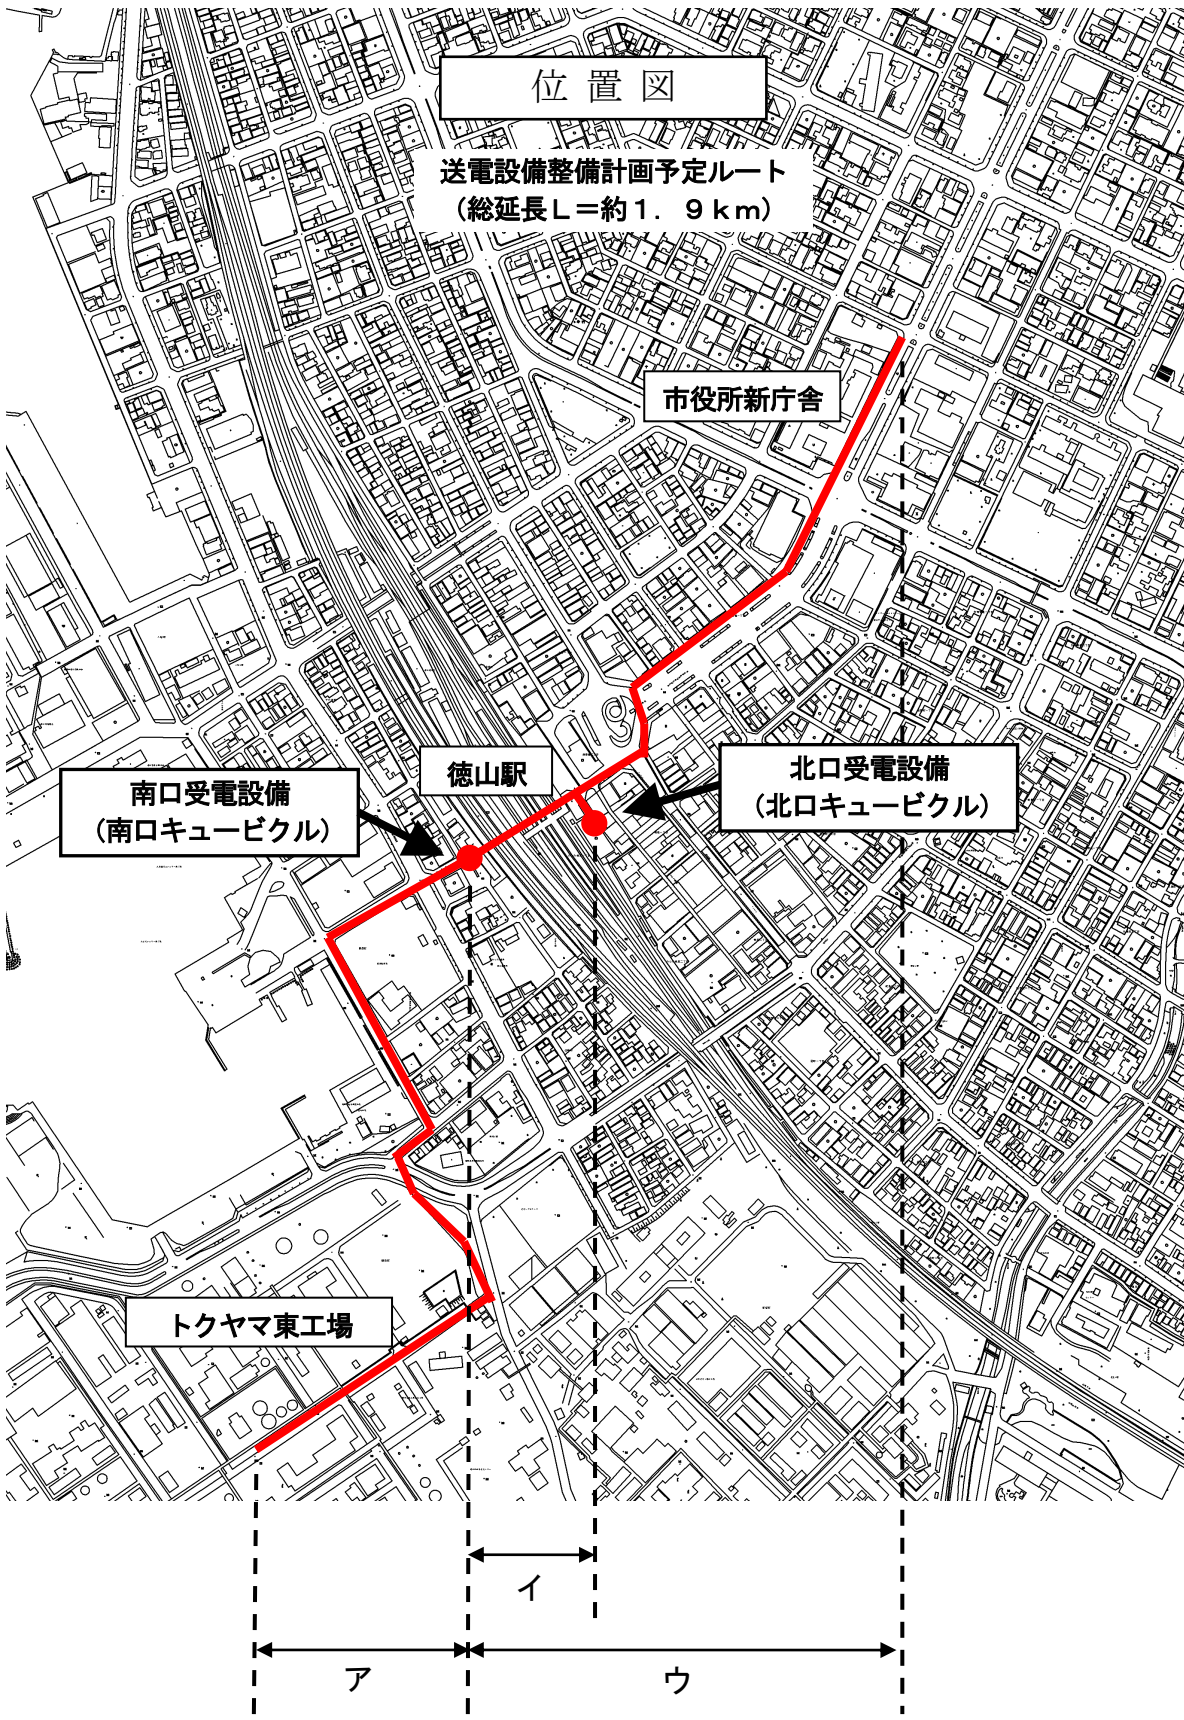 位置図
送電設備整備計画予定ルート
(総延長L＝約1．9km)
市役所新庁舎
徳山駅
北口受電設備
(北口キュービクル)
南口受電設備
(南口キュービクル)
トクヤマ東工場
イ
ア
ウ